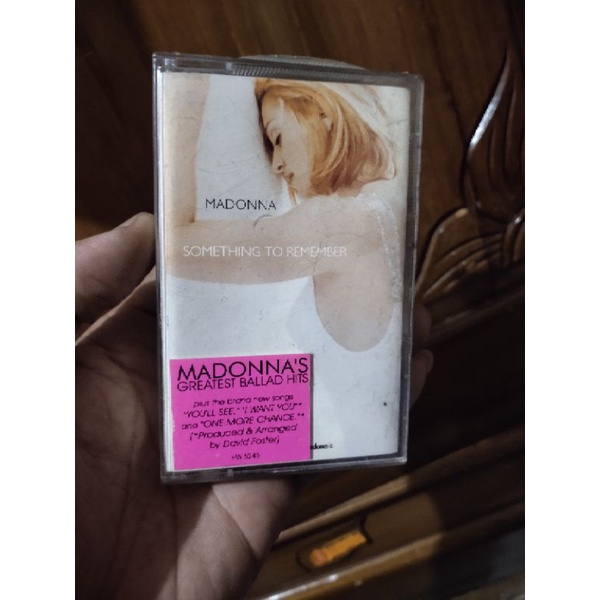 MADONNA
SOMETHING TO REMEMBER
MADONNA'S
GREATEST BALLAD HITS
plus the brand new songs
"YOU'LL SEE,"* "I WANT YOU"
and "ONE MORE CHANCE."*
(*Produced & Arranged
by David Foster)